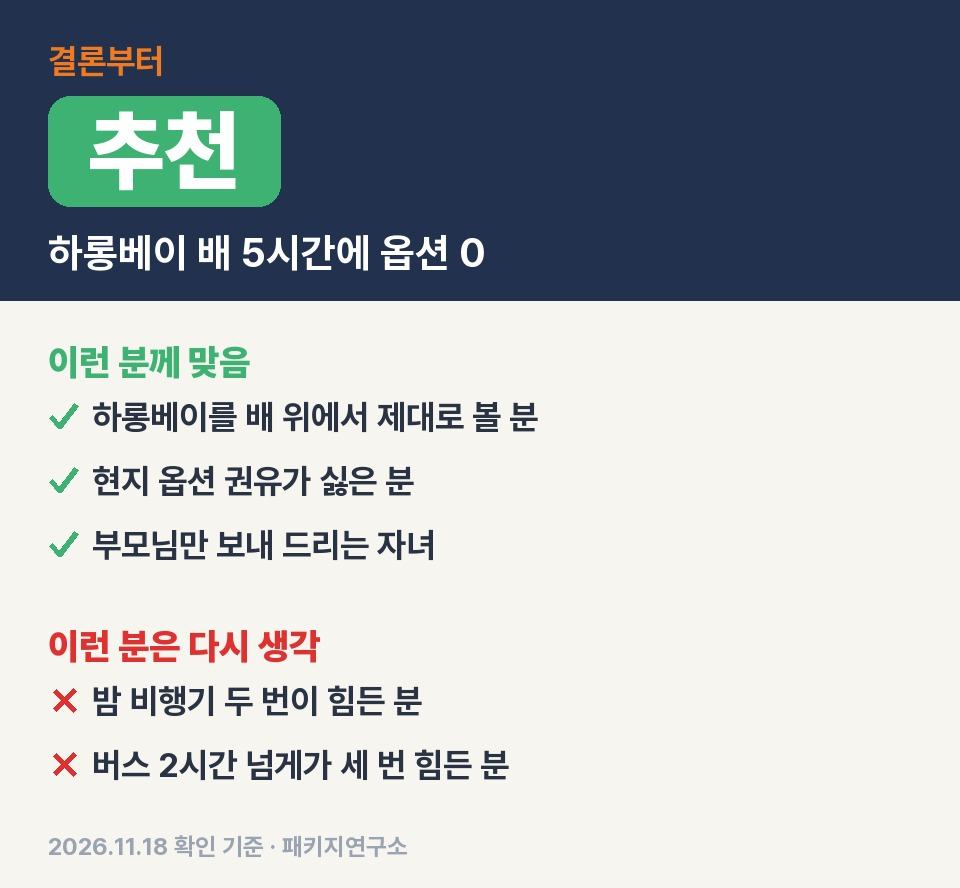 결론부터
추천
하롱베이 배 5시간에 옵션 0
이런 분께 맞음
하롱베이를 배 위에서 제대로 볼 분
현지 옵션 권유가 싫은 분
부모님만 보내 드리는 자녀
이런 분은 다시 생각
밤 비행기 두 번이 힘든 분
버스 2시간 넘게가 세 번 힘든 분
2026.11.18 확인 기준 · 패키지연구소